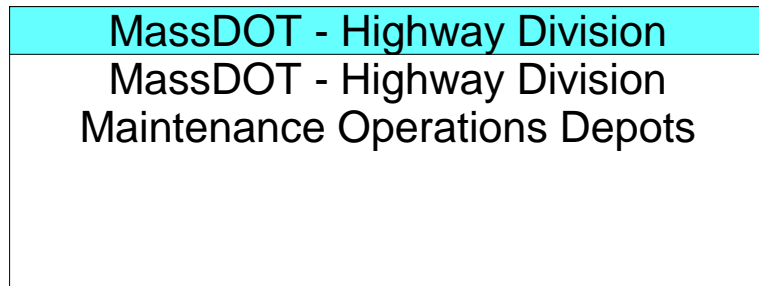 MassDOT - Highway Division
MassDOT - Highway Division
Maintenance Operations Depots